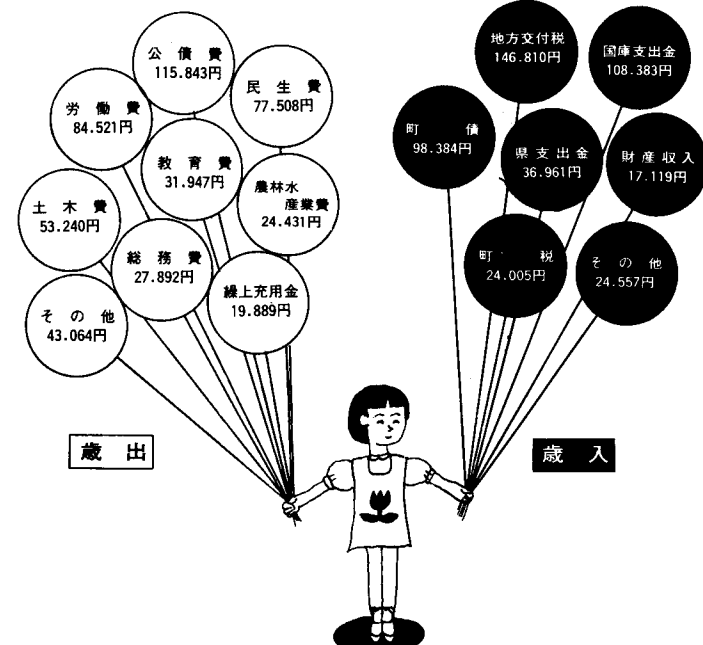 公債費
115.843円
民生費
77.508円
労働費
84.521円
教育費
31.947円
農林水
産業費
24.431円
土木費
53.240円
総務費
27.892円
繰上充用金
19.889円
その他
43.064円
歳出
地方交付税
146.810円
国庫支出金
108.383円
町債
98.384円
県支出金
36.961円
財産収入
17.119円
町税
24.005円
その他
24.557円
歳入